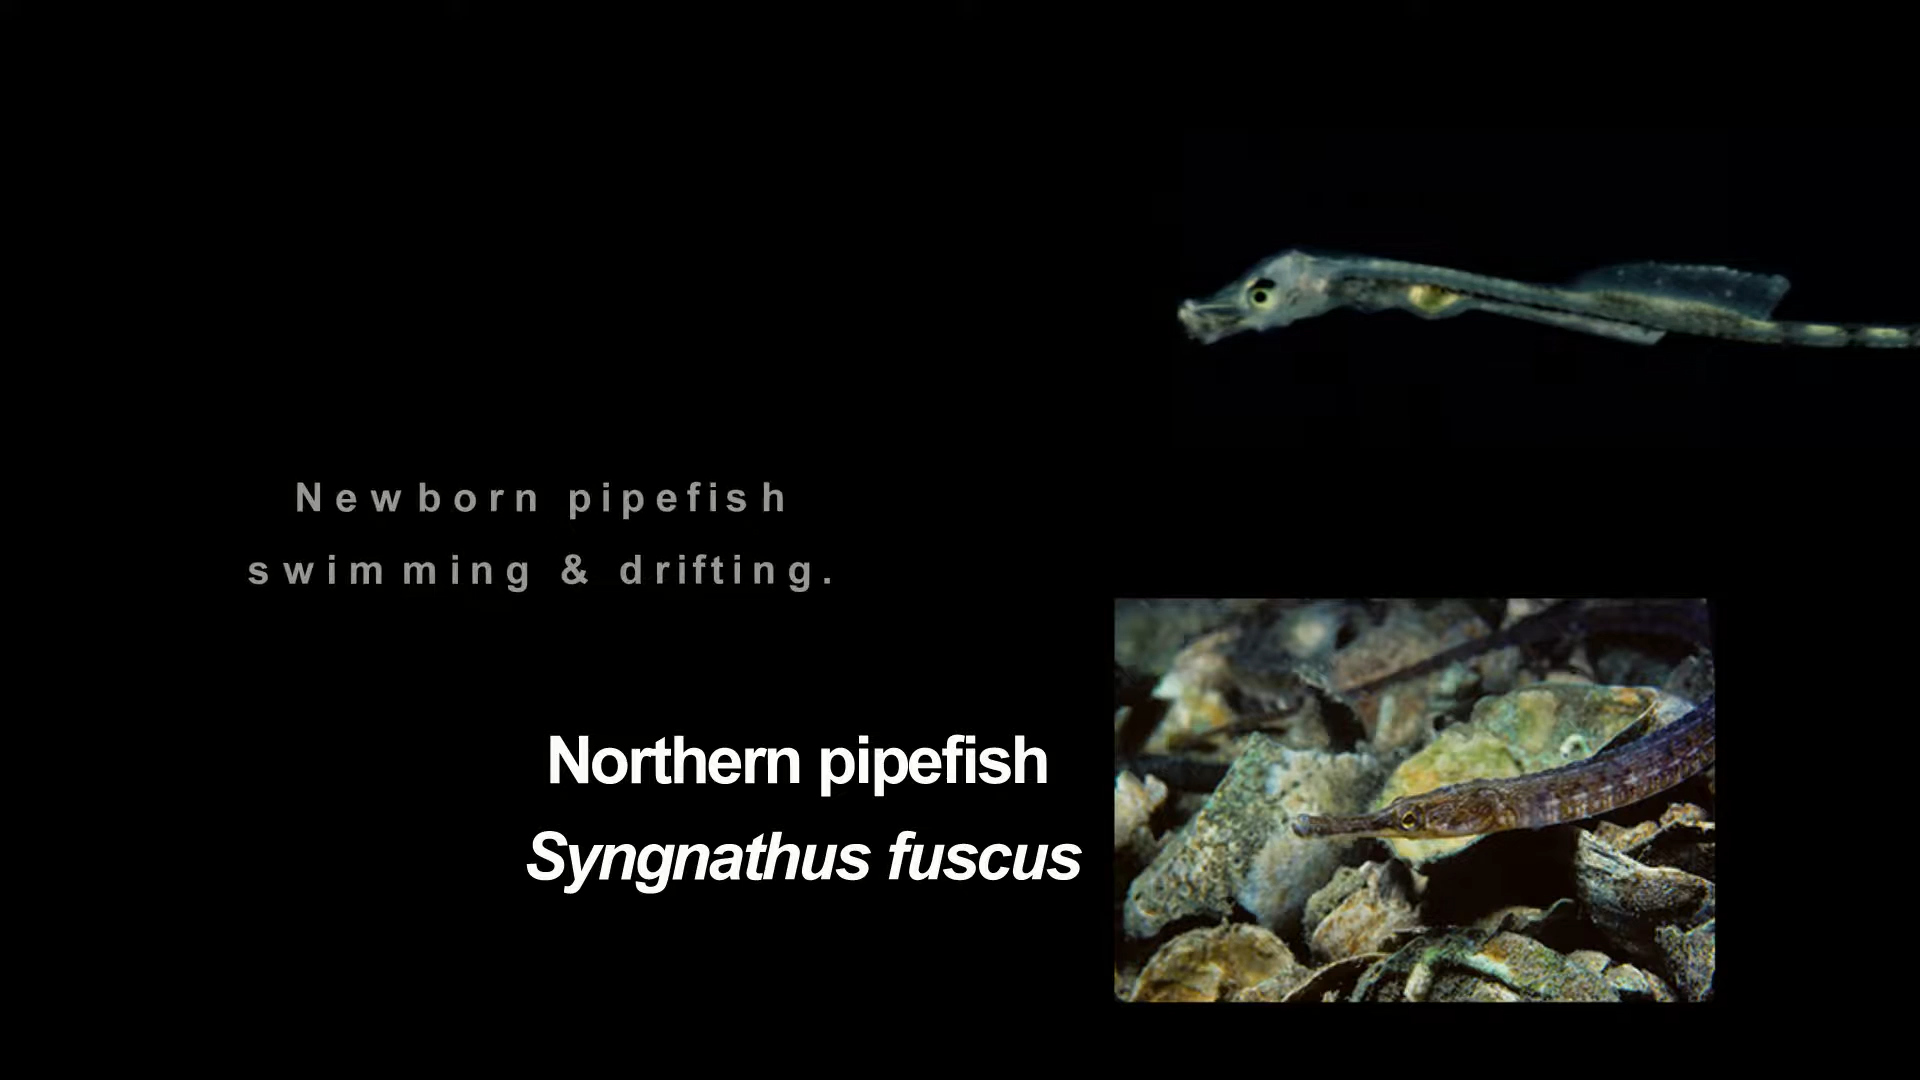 Newborn pipefish
swimming & drifting.
Northern pipefish
Syngnathus fuscus